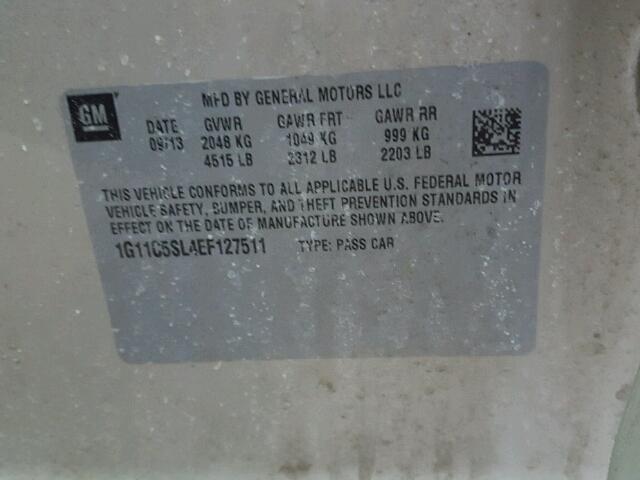 GM
MFD BY GENERAL MOTORS LLC
DATE GVWR GAWR FRT GAWR RR
09/13 2048 KG 1049 KG 999 KG
4515 LB 2312 LB 2203 LB
THIS VEHICLE CONFORMS TO ALL APPLICABLE U.S. FEDERAL MOTOR
VEHICLE SAFETY, BUMPER, AND THEFT PREVENTION STANDARDS IN
EFFECT ON THE DATE OF MANUFACTURE SHOWN ABOVE.
1G11C5SL4EF127511 TYPE: PASS CAR